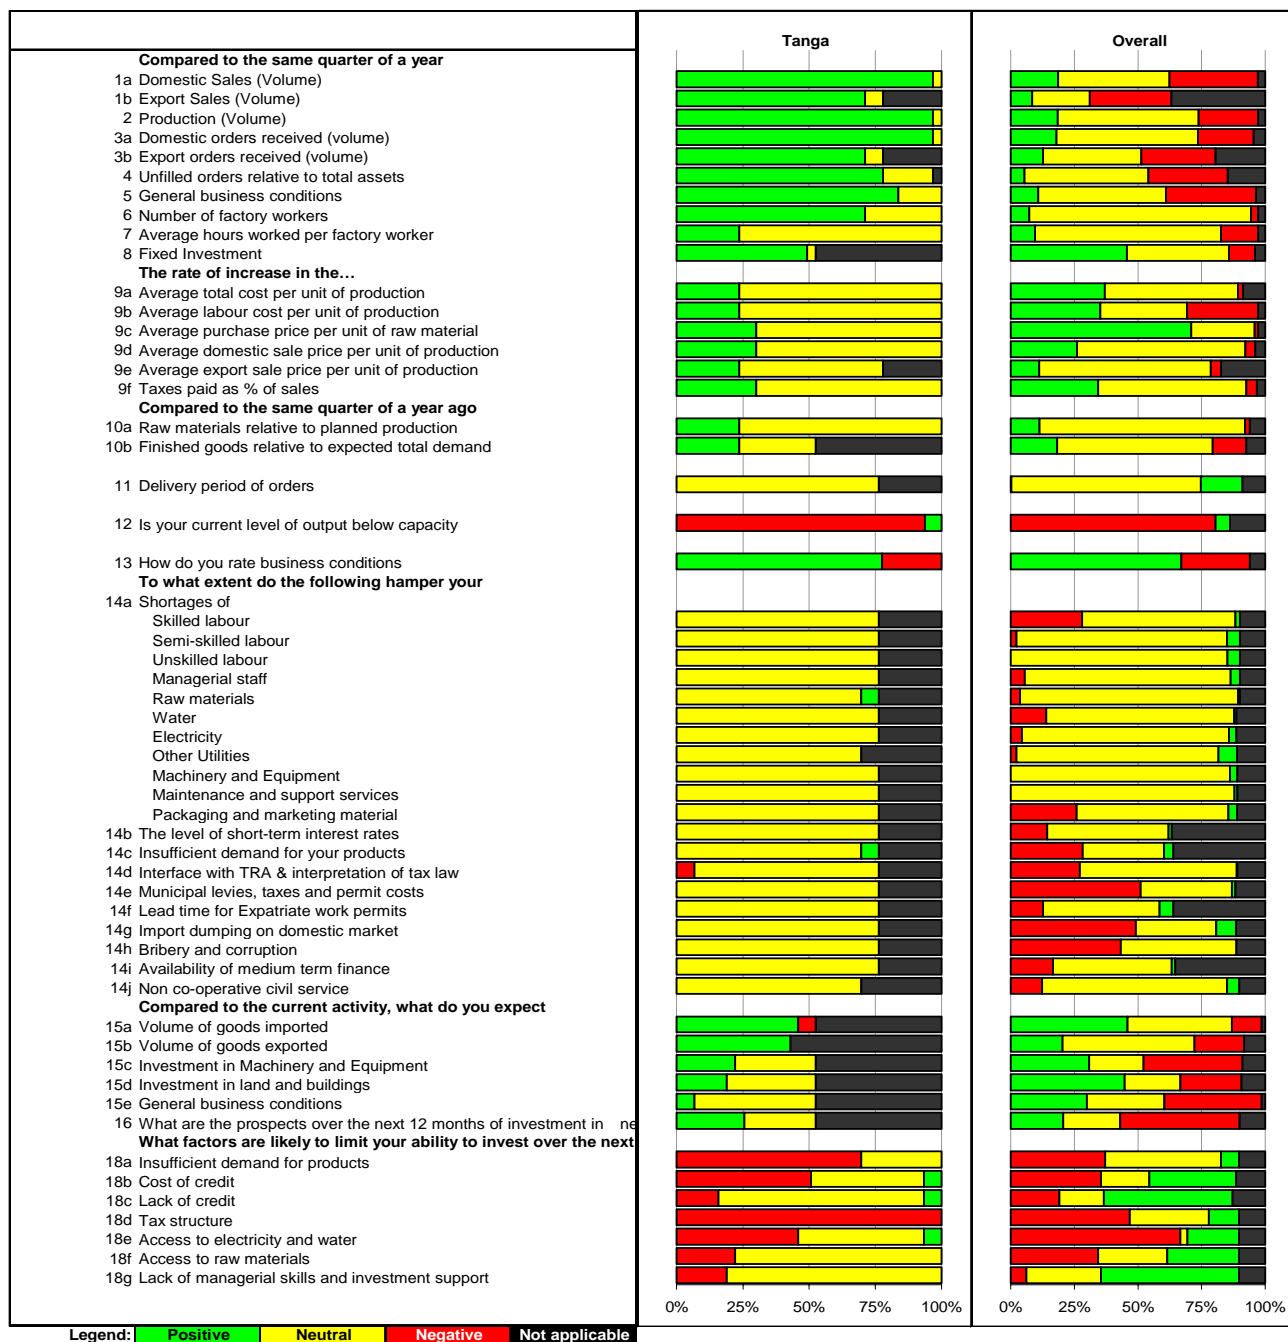 Tanga
Overall
Compared to the same quarter of a year
1a Domestic Sales (Volume)
1b Export Sales (Volume)
2 Production (Volume)
3a Domestic orders received (volume)
3b Export orders received (volume)
4 Unfilled orders relative to total assets
5 General business conditions
6 Number of factory workers
7 Average hours worked per factory worker
8 Fixed Investment
The rate of increase in the…
9a Average total cost per unit of production
9b Average labour cost per unit of production
9c Average purchase price per unit of raw material
9d Average domestic sale price per unit of production
9e Average export sale price per unit of production
9f Taxes paid as % of sales
Compared to the same quarter of a year ago
10a Raw materials relative to planned production
10b Finished goods relative to expected total demand
11 Delivery period of orders
12 Is your current level of output below capacity
13 How do you rate business conditions
To what extent do the following hamper your
14a Shortages of
Skilled labour
Semi-skilled labour
Unskilled labour
Managerial staff
Raw materials
Water
Electricity
Other Utilities
Machinery and Equipment
Maintenance and support services
Packaging and marketing material
14b The level of short-term interest rates
14c Insufficient demand for your products
14d Interface with TRA & interpretation of tax law
14e Municipal levies, taxes and permit costs
14f Lead time for Expatriate work permits
14g Import dumping on domestic market
14h Bribery and corruption
14i Availability of medium term finance
14j Non co-operative civil service
Compared to the current activity, what do you expect
15a Volume of goods imported
15b Volume of goods exported
15c Investment in Machinery and Equipment
15d Investment in land and buildings
15e General business conditions
16 What are the prospects over the next 12 months of investment in ne
What factors are likely to limit your ability to invest over the next
18a Insufficient demand for products
18b Cost of credit
18c Lack of credit
18d Tax structure
18e Access to electricity and water
18f Access to raw materials
18g Lack of managerial skills and investment support
0% 25% 50% 75% 100%
0% 25% 50% 75% 100%
Legend: Positive Neutral Negative Not applicable